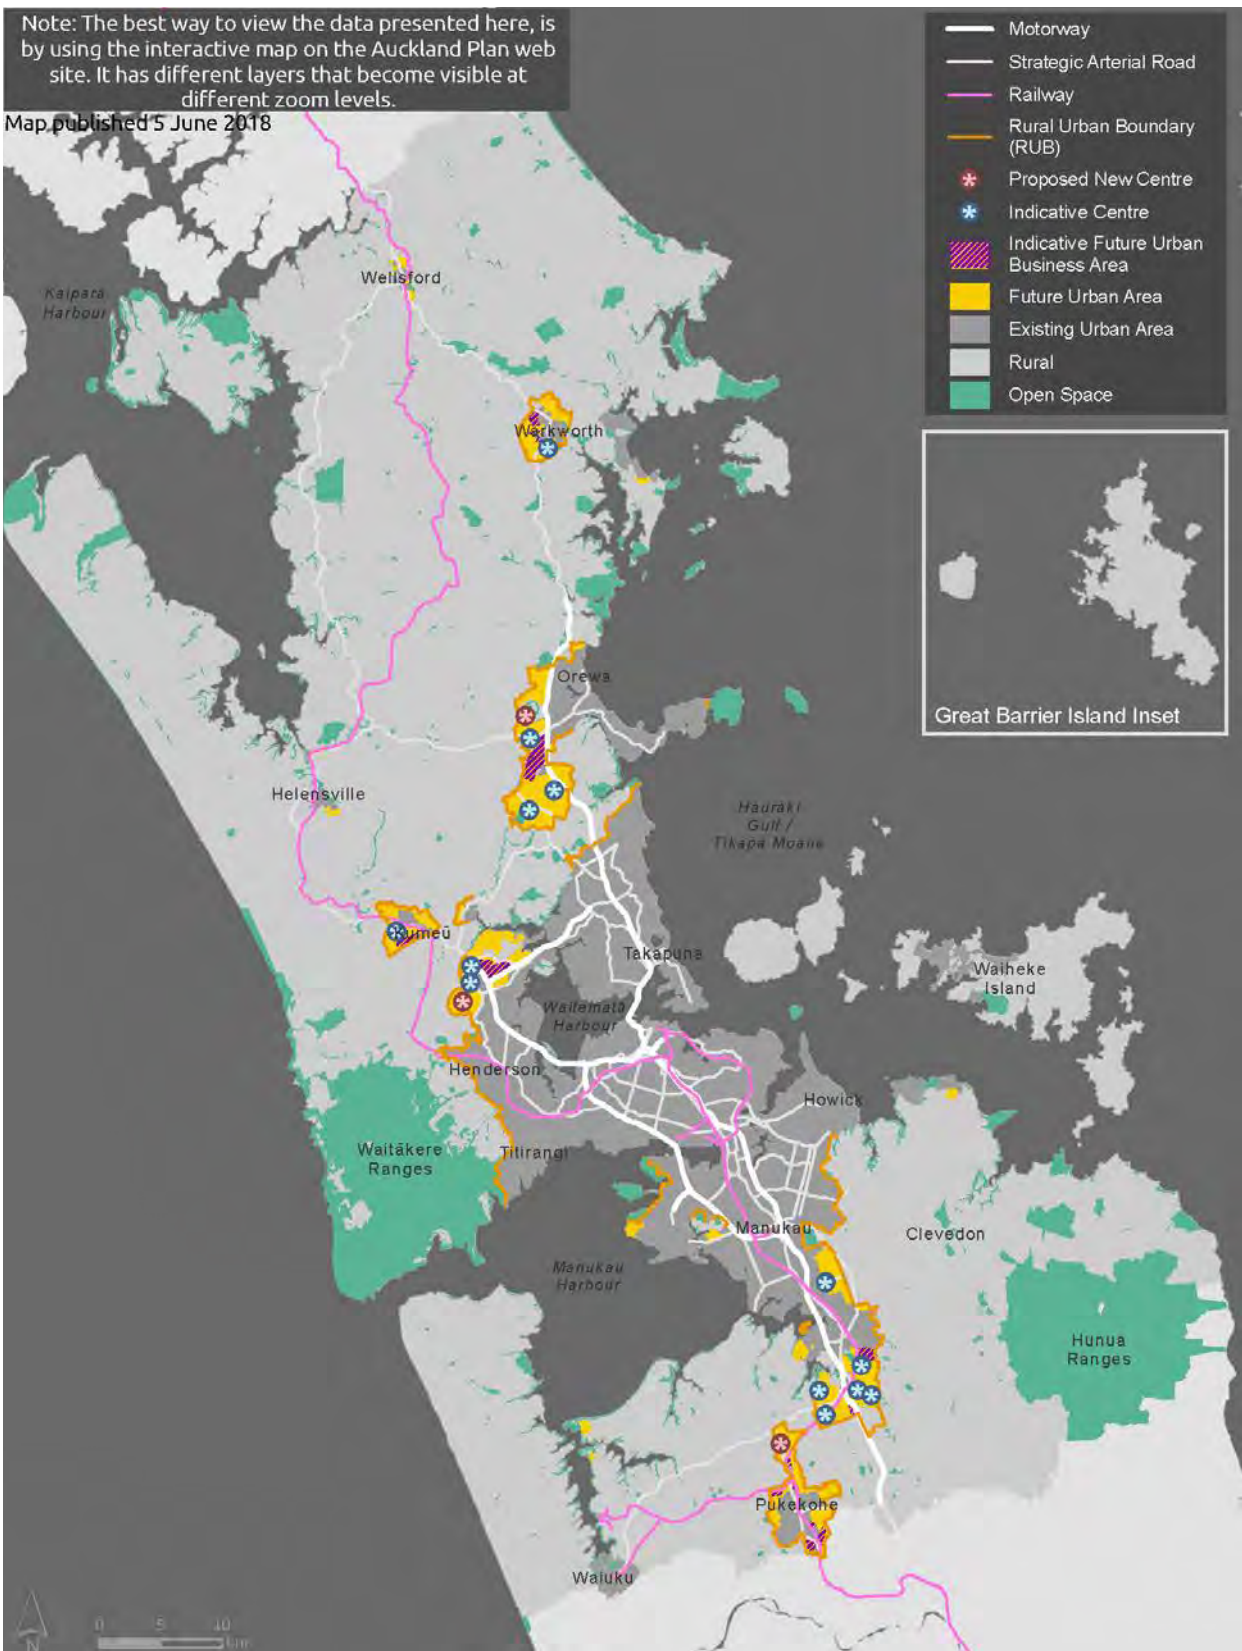 Note: The best way to view the data presented here, is
by using the interactive map on the Auckland Plan web
site. It has different layers that become visible at
different zoom levels.
Map published 5 June 2018
Motorway
Strategic Arterial Road
Railway
Rural Urban Boundary
(RUB)
Proposed New Centre
Indicative Centre
Indicative Future Urban
Business Area
Future Urban Area
Existing Urban Area
Rural
Open Space
Great Barrier Island Inset
Wellsford
Kaipara
Harbour
Warkworth
Orewa
Helensville
Hauraki
Gulf /
Tīkapa Moana
Kumeū
Takapuna
Waiheke
Island
Waitematā
Harbour
Henderson
Howick
Waitākere
Ranges
Titirangi
Manukau
Clevedon
Manukau
Harbour
Hunua
Ranges
Pukekohe
Waiuku
N
0 5 10
km